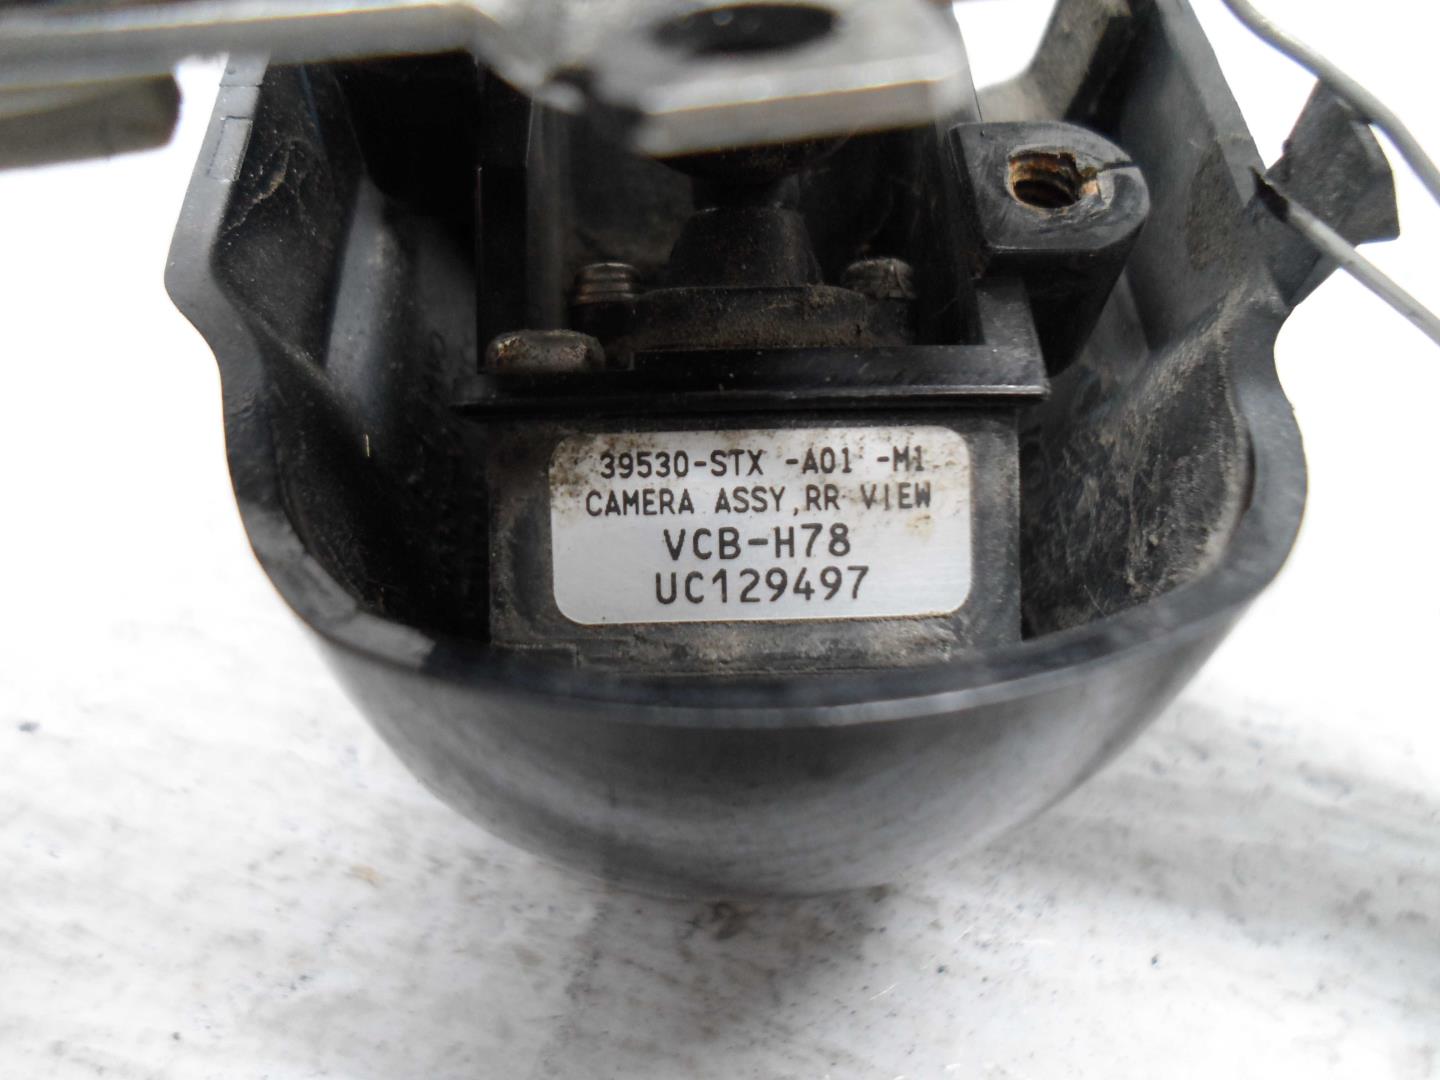 39530-STX -A01 -M1
CAMERA ASSY,RR VIEW
VCB-H78
UC129497